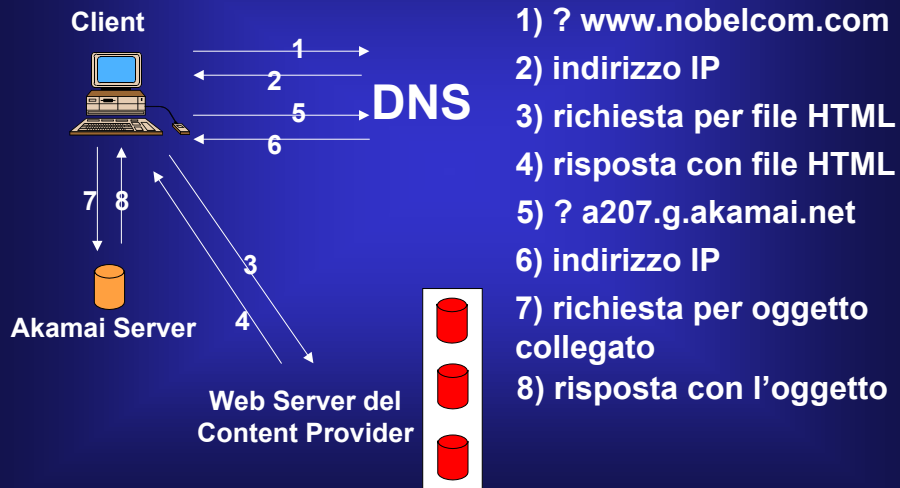 Client
1
2
5
6
DNS
7 8
3
4
Akamai Server
Web Server del
Content Provider
1) ? www.nobelcom.com
2) indirizzo IP
3) richiesta per file HTML
4) risposta con file HTML
5) ? a207.g.akamai.net
6) indirizzo IP
7) richiesta per oggetto
collegato
8) risposta con l’oggetto